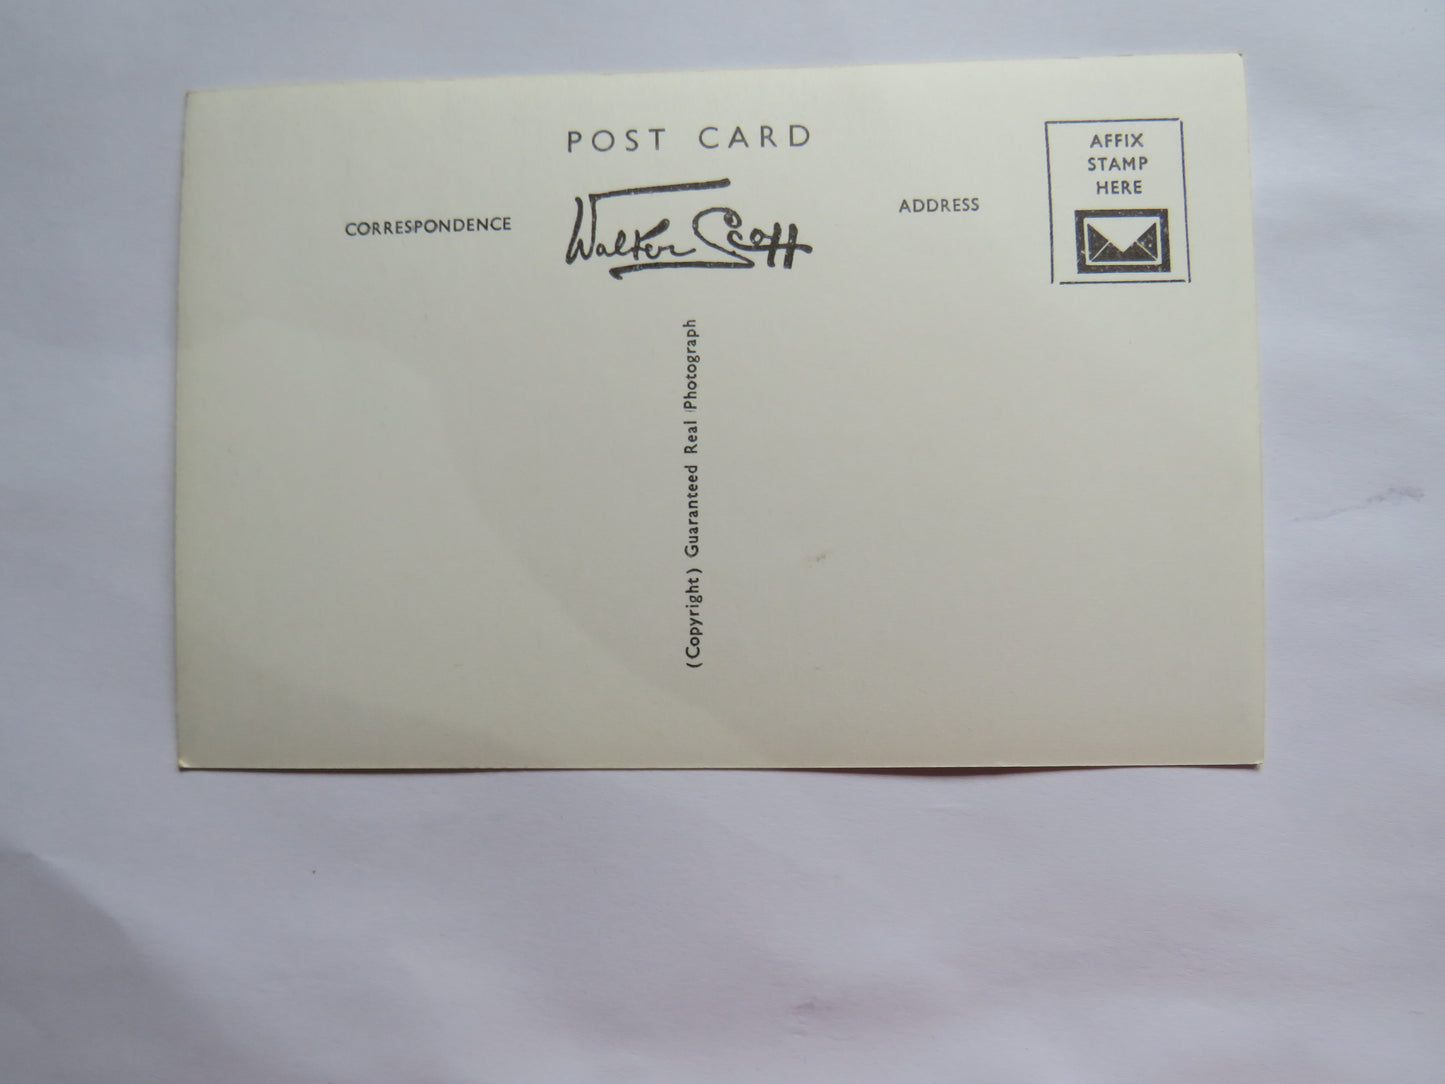 POST CARD
CORRESPONDENCE
Walter Scott
ADDRESS
AFFIX
STAMP
HERE
(Copyright) Guaranteed Real Photograph